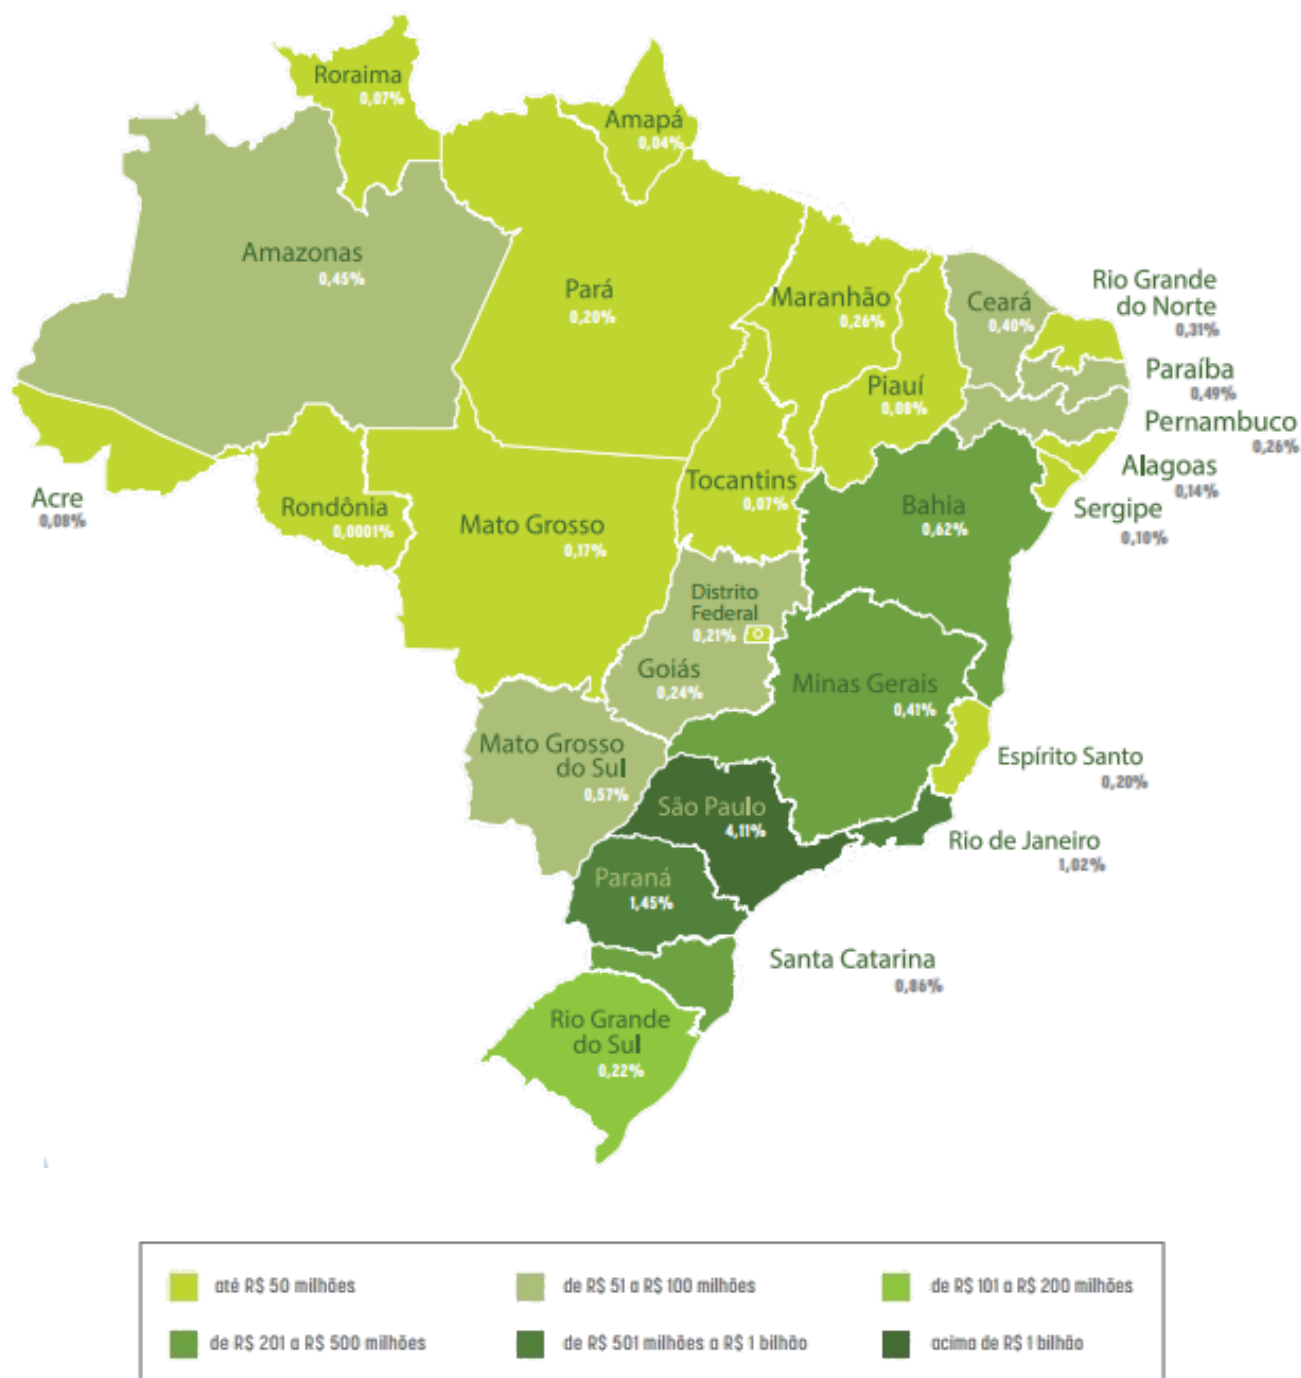 Roraima
0,07%
Amapá
0,04%
Amazonas
0,45%
Pará
0,20%
Maranhão
0,26%
Ceará
0,40%
Rio Grande
do Norte
0,31%
Paraíba
0,49%
Piauí
0,08%
Pernambuco
0,26%
Alagoas
0,14%
Sergipe
0,10%
Acre
0,08%
Rondônia
0,0001%
Mato Grosso
0,17%
Tocantins
0,07%
Bahia
0,62%
Distrito
Federal
0,21%
Goiás
0,24%
Minas Gerais
0,41%
Mato Grosso
do Sul
0,57%
Espírito Santo
0,20%
São Paulo
4,11%
Rio de Janeiro
1,02%
Paraná
1,45%
Santa Catarina
0,86%
Rio Grande
do Sul
0,22%
até R$ 50 milhões
de R$ 51 a R$ 100 milhões
de R$ 101 a R$ 200 milhões
de R$ 201 a R$ 500 milhões
de R$ 501 milhões a R$ 1 bilhão
acima de R$ 1 bilhão